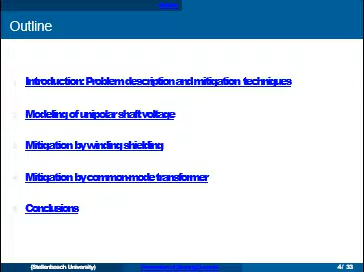 Outline
Introduction: Problem description and mitigation techniques
Modeling of unipolar shaft voltage
Mitigation by winding shielding
Mitigation by common-mode transformer
Conclusions
(Stellenbosch University)
4 / 33